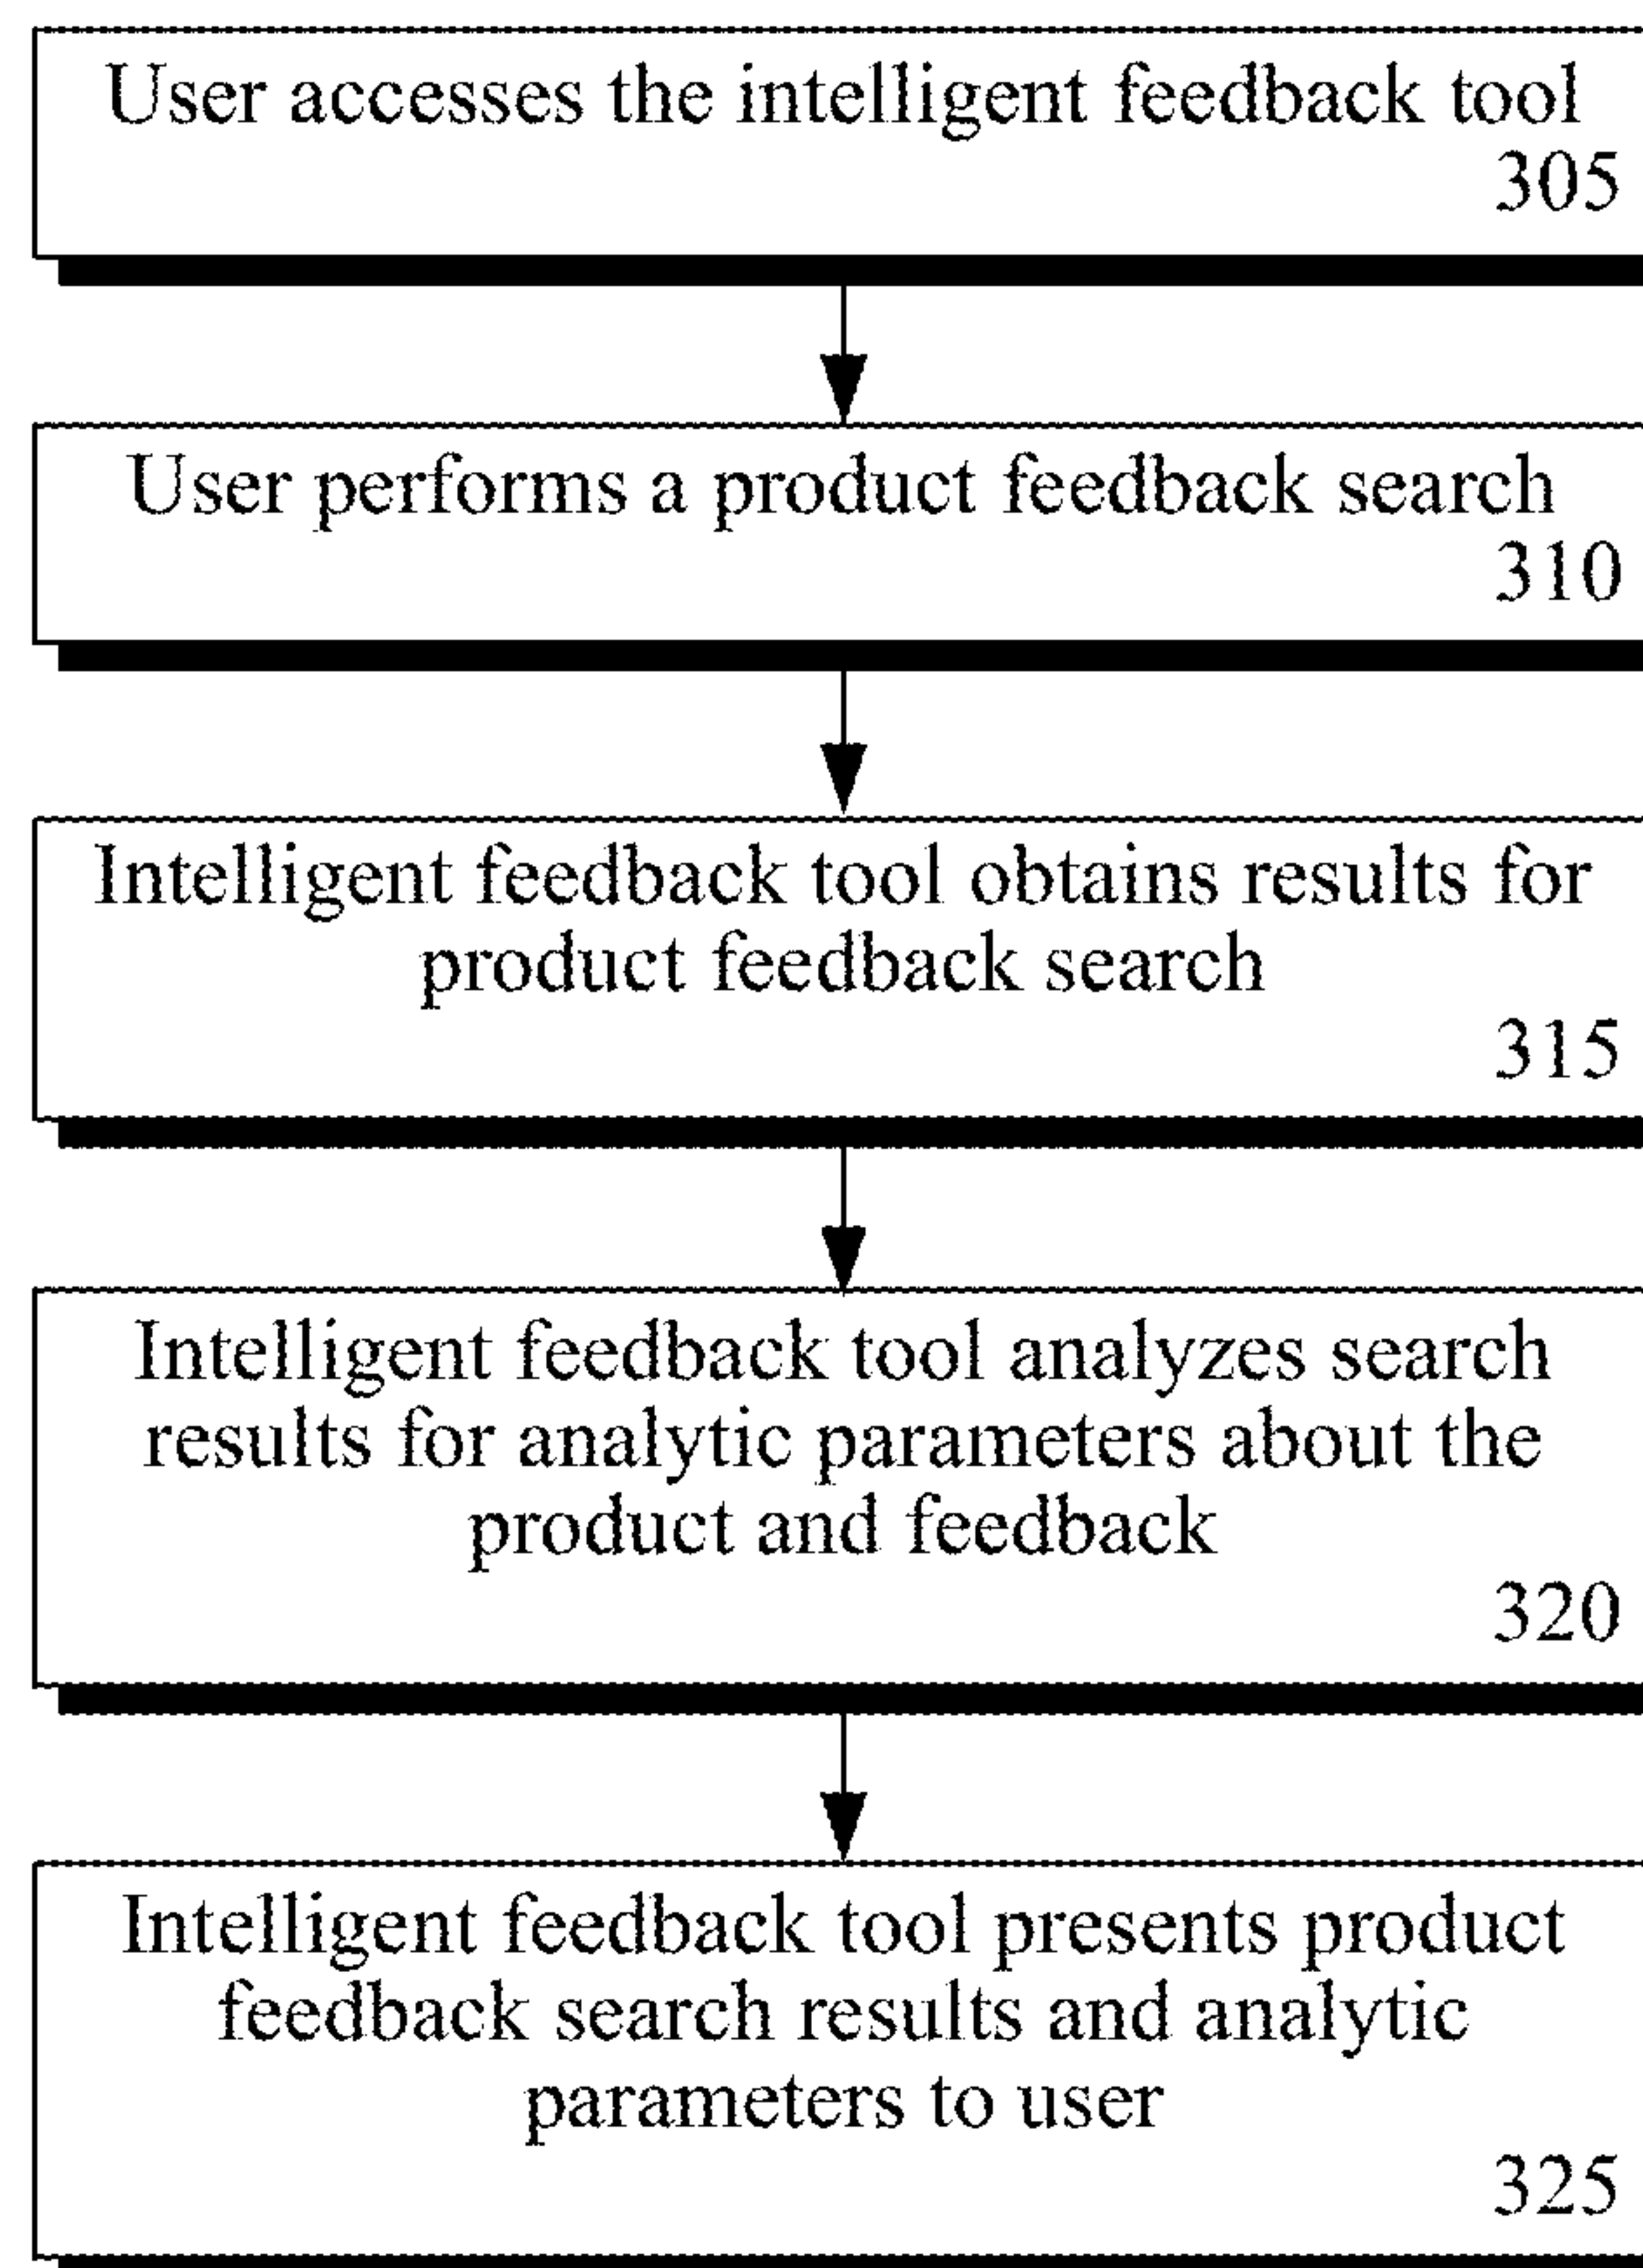 User accesses the intelligent feedback tool
305
User performs a product feedback search
310
Intelligent feedback tool obtains results for
product feedback search
315
Intelligent feedback tool analyzes search
results for analytic parameters about the
product and feedback
320
Intelligent feedback tool presents product
feedback search results and analytic
parameters to user
325